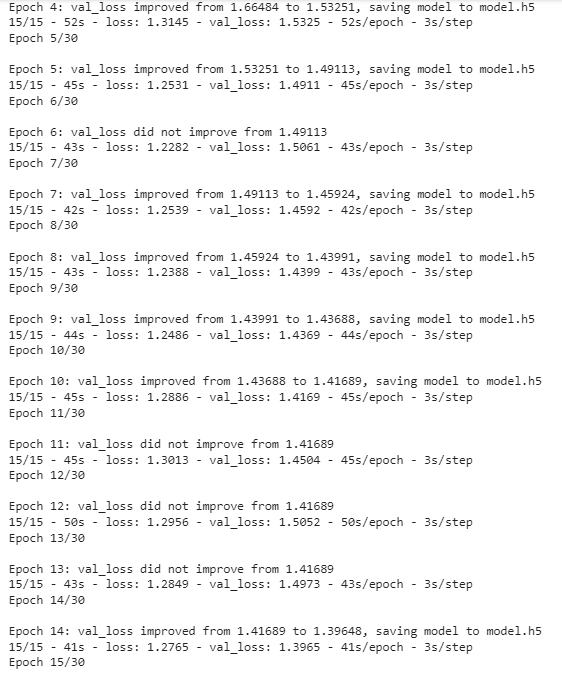 Epoch 4: val_loss improved from 1.66484 to 1.53251, saving model to model.h5
15/15 - 52s - loss: 1.3145 - val_loss: 1.5325 - 52s/epoch - 3s/step
Epoch 5/30
Epoch 5: val_loss improved from 1.53251 to 1.49113, saving model to model.h5
15/15 - 45s - loss: 1.2531 - val_loss: 1.4911 - 45s/epoch - 3s/step
Epoch 6/30
Epoch 6: val_loss did not improve from 1.49113
15/15 - 43s - loss: 1.2282 - val_loss: 1.5061 - 43s/epoch - 3s/step
Epoch 7/30
Epoch 7: val_loss improved from 1.49113 to 1.45924, saving model to model.h5
15/15 - 42s - loss: 1.2539 - val_loss: 1.4592 - 42s/epoch - 3s/step
Epoch 8/30
Epoch 8: val_loss improved from 1.45924 to 1.43991, saving model to model.h5
15/15 - 43s - loss: 1.2388 - val_loss: 1.4399 - 43s/epoch - 3s/step
Epoch 9/30
Epoch 9: val_loss improved from 1.43991 to 1.43688, saving model to model.h5
15/15 - 44s - loss: 1.2486 - val_loss: 1.4369 - 44s/epoch - 3s/step
Epoch 10/30
Epoch 10: val_loss improved from 1.43688 to 1.41689, saving model to model.h5
15/15 - 45s - loss: 1.2886 - val_loss: 1.4169 - 45s/epoch - 3s/step
Epoch 11/30
Epoch 11: val_loss did not improve from 1.41689
15/15 - 45s - loss: 1.3013 - val_loss: 1.4504 - 45s/epoch - 3s/step
Epoch 12/30
Epoch 12: val_loss did not improve from 1.41689
15/15 - 50s - loss: 1.2956 - val_loss: 1.5052 - 50s/epoch - 3s/step
Epoch 13/30
Epoch 13: val_loss did not improve from 1.41689
15/15 - 43s - loss: 1.2849 - val_loss: 1.4973 - 43s/epoch - 3s/step
Epoch 14/30
Epoch 14: val_loss improved from 1.41689 to 1.39648, saving model to model.h5
15/15 - 41s - loss: 1.2765 - val_loss: 1.3965 - 41s/epoch - 3s/step
Epoch 15/30